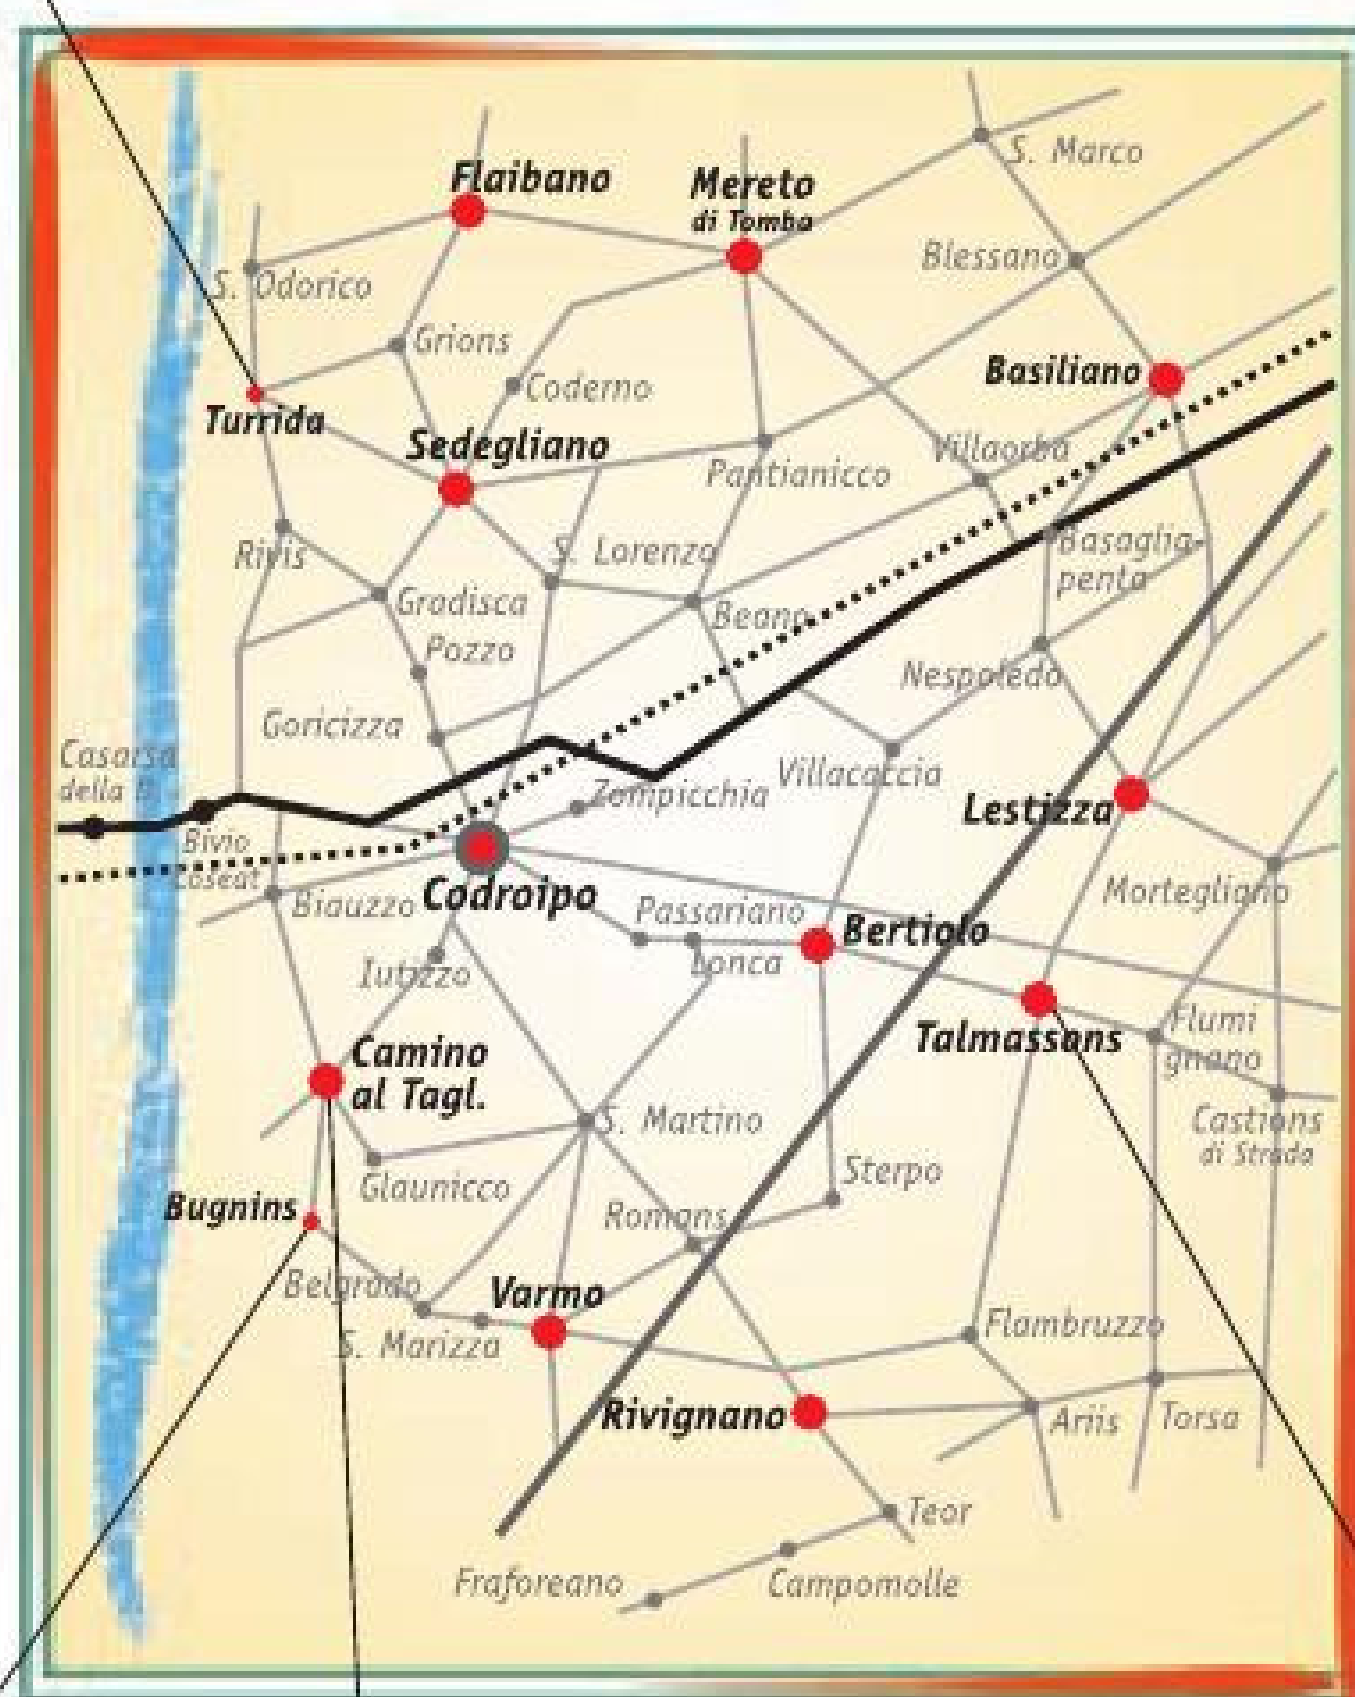 S. Marco
Flaibano
Mereto
di Tomba
Blessano
S. Odorico
Grions
Basiliano
Coderno
Turrida
Sedegliano
Villaorba
Pantianicco
Rivis
S. Lorenzo
Basaglia-
penta
Gradisca
Beano
Pozzo
Nespoledo
Goricizza
Casarsa
della D.
Villacaccia
Zompicchia
Lestizza
Bivio
Coseat
Biauzzo
Codroipo
Mortegliano
Passariano
Bertiolo
Lonca
Iutizzo
Flumi
gnano
Talmassons
Camino
al Tagl.
S. Martino
Castions
di Strada
Sterpo
Glaunicco
Bugnins
Romans
Belgrado
Varmo
Flambruzzo
S. Marizza
Rivignano
Ariis
Torsa
Teor
Fraforeano
Campomolle